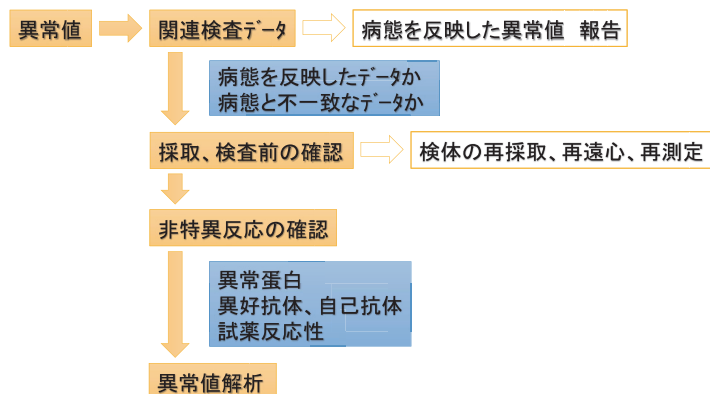 異常値
関連検査ﾃﾞｰﾀ
病態を反映した異常値　報告
病態を反映したﾃﾞｰﾀか
病態と不一致なﾃﾞｰﾀか
採取、検査前の確認
検体の再採取、再遠心、再測定
非特異反応の確認
異常蛋白
異好抗体、自己抗体
試薬反応性
異常値解析